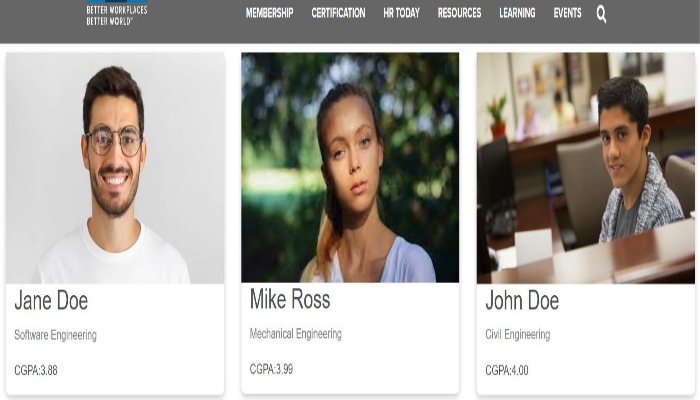 BETTER WORKPLACES
BETTER WORLD™
MEMBERSHIP CERTIFICATION HR TODAY RESOURCES LEARNING EVENTS
Jane Doe
Software Engineering
CGPA:3.88
Mike Ross
Mechanical Engineering
CGPA:3.99
John Doe
Civil Engineering
CGPA:4.00